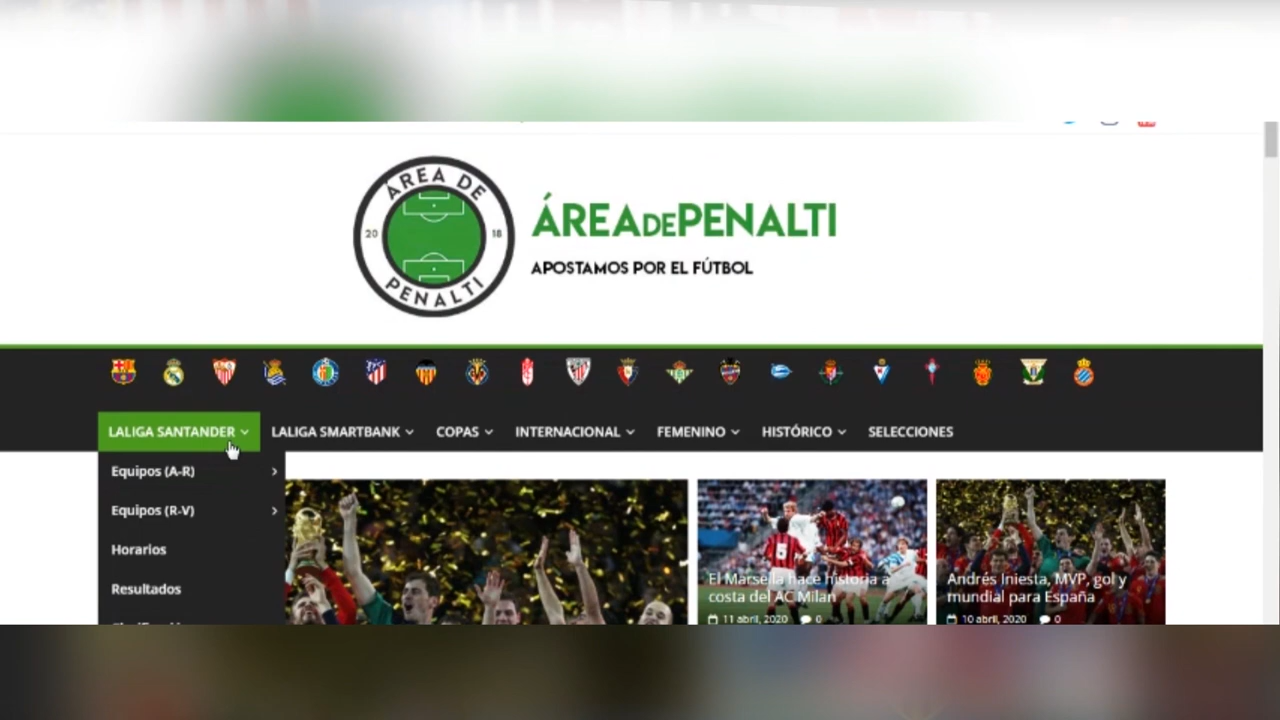 ÁREA DE
20 18
PENALTI
ÁREADEPENALTI
APOSTAMOS POR EL FÚTBOL
LALIGA SANTANDER
LALIGA SMARTBANK
COPAS
INTERNACIONAL
FEMENINO
HISTÓRICO
SELECCIONES
Equipos (A-R)
Equipos (R-V)
Horarios
Resultados
El Marsella hace historia a
costa del AC Milan
11 abril, 2020 0
Andrés Iniesta, MVP, gol y
mundial para España
10 abril, 2020 0